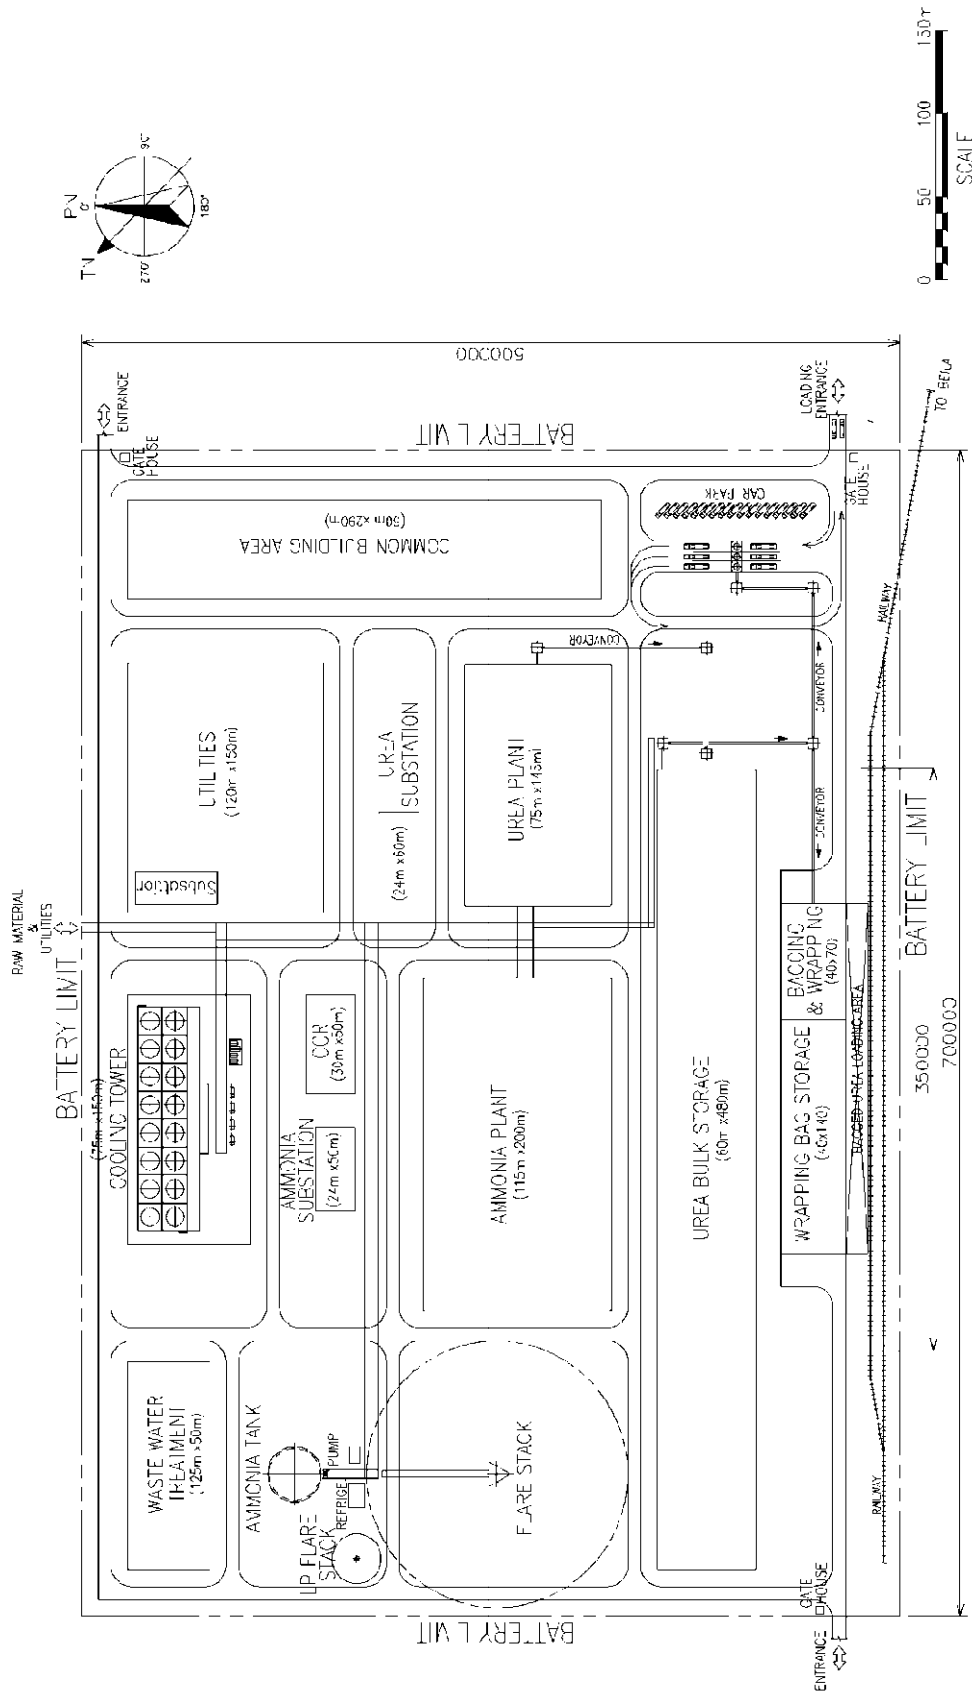 RAW MATERIAL
&
UTILITIES
BATTERY LIMIT
TN
PN
0°
90°
180°
270°
WASTE WATER
TREATMENT
(125m x50m)
COOLING TOWER
(75m x150m)
Subsation
UTILITIES
(120m x150m)
COMMON BUILDING AREA
(50m x290m)
GATE
HOUSE
ENTRANCE
AMMONIA TANK
PUMP
REFRIGE
LP FLARE
STACK
AMMONIA
SUBSTATION
(24m x50m)
CCR
(30m x50m)
UREA
SUBSTATION
(24m x60m)
FLARE STACK
AMMONIA PLANT
(115m x200m)
UREA PLANT
(75m x145m)
CONVEYOR
BATTERY LIMIT
BATTERY LIMIT
500000
UREA BULK STORAGE
(60m x480m)
CAR PARK
CONVEYOR
CONVEYOR
WRAPPING BAG STORAGE
(40x140)
BAGGING
& WRAPPING
(40x70)
BAGGED UREA LOADING AREA
GATE
HOUSE
ENTRANCE
GATE
HOUSE
LOADING
ENTRANCE
RAILWAY
RAILWAY
TO BEILA
BATTERY LIMIT
350000
700000
0
50
100
150m
SCALE